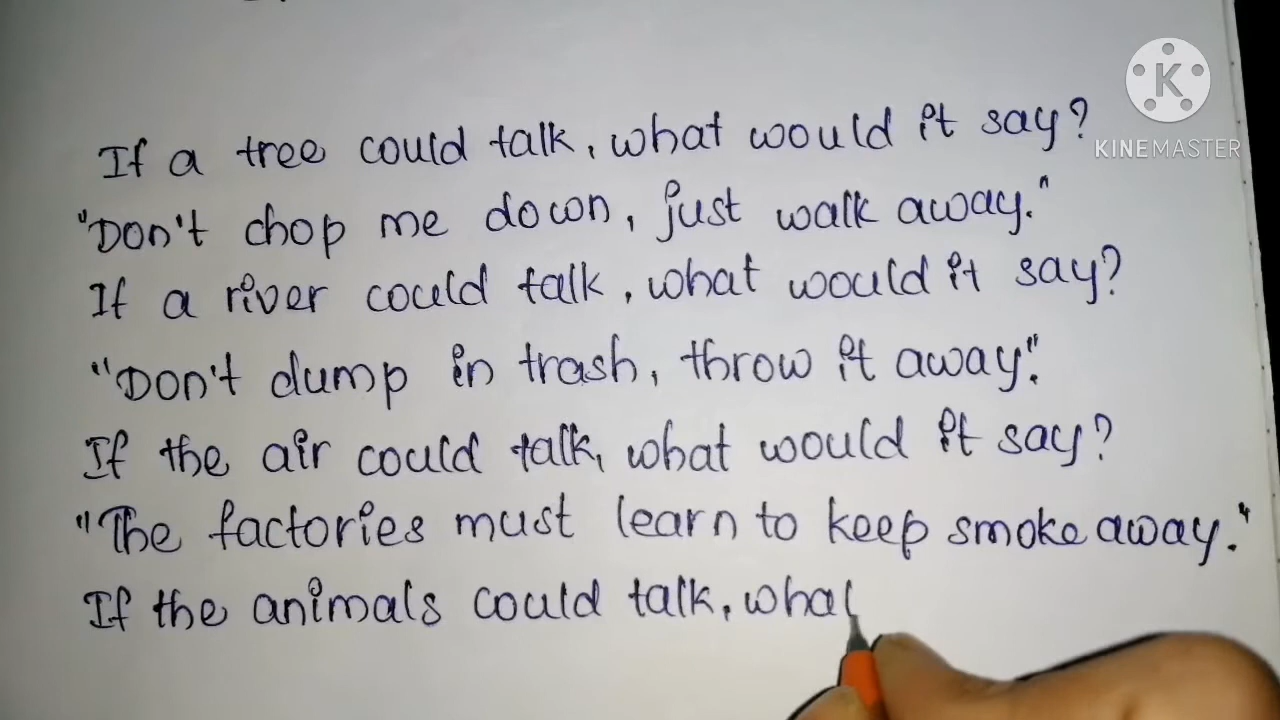 If a tree could talk, what would it say?
"Don't chop me down, just walk away."
If a river could talk, what would it say?
"Don't dump in trash, throw it away."
If the air could talk, what would it say?
"The factories must learn to keep smoke away."
If the animals could talk, what
K
KINEMASTER